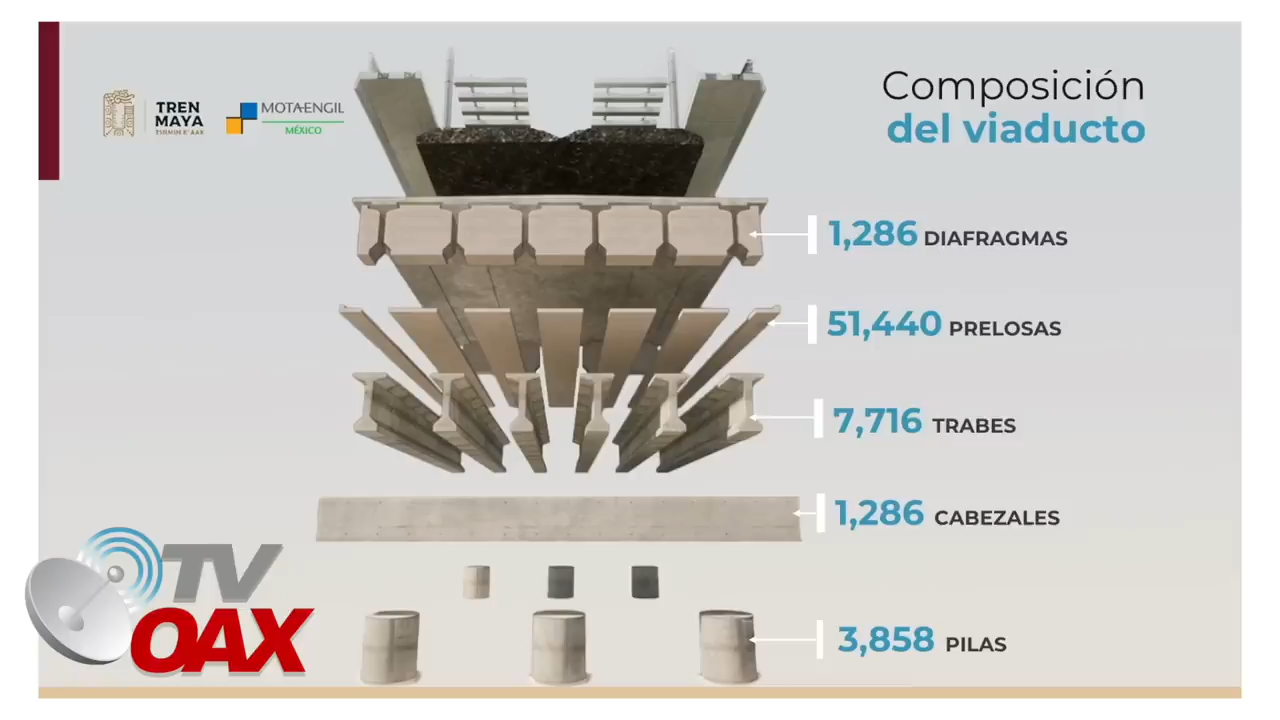 TREN
MAYA
MOTA-ENGIL
MÉXICO
Composición
del viaducto
1,286 DIAFRAGMAS
51,440 PRELOSAS
7,716 TRABES
1,286 CABEZALES
3,858 PILAS
TV
OAX